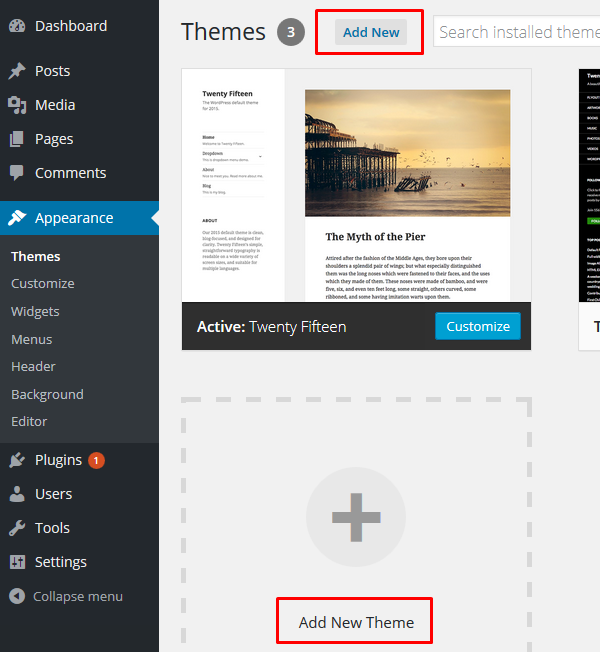 Dashboard
Posts
Media
Pages
Comments
Appearance
Themes
Customize
Widgets
Menus
Header
Background
Editor
Plugins 1
Users
Tools
Settings
Collapse menu
Themes 3 Add New Search installed theme
Twenty Fifteen
The WordPress default theme
for 2015.
Home
Welcome to Twenty Fifteen.
Dropdown
This is a dropdown menu demo.
About
Nice to meet you. Read more about me.
Blog
This is my blog.
ABOUT
Our 2015 default theme is clean,
blog-focused, and designed for
clarity. Twenty Fifteen's simple,
straightforward typography is
readable on a wide variety of
screen sizes, and suitable for
multiple languages.
The Myth of the Pier
Attired after the fashion of the Middle Ages, they bore upon their
shoulders a splendid pair of wings; but what especially distinguished
them was the long noses which were fastened to their faces, and the uses
which they made of them. These noses were made of bamboo, and were
five, six, and even ten feet long, some straight, others curved, some
ribboned, and some having imitation warts upon them.
Active: Twenty Fifteen Customize
Add New Theme